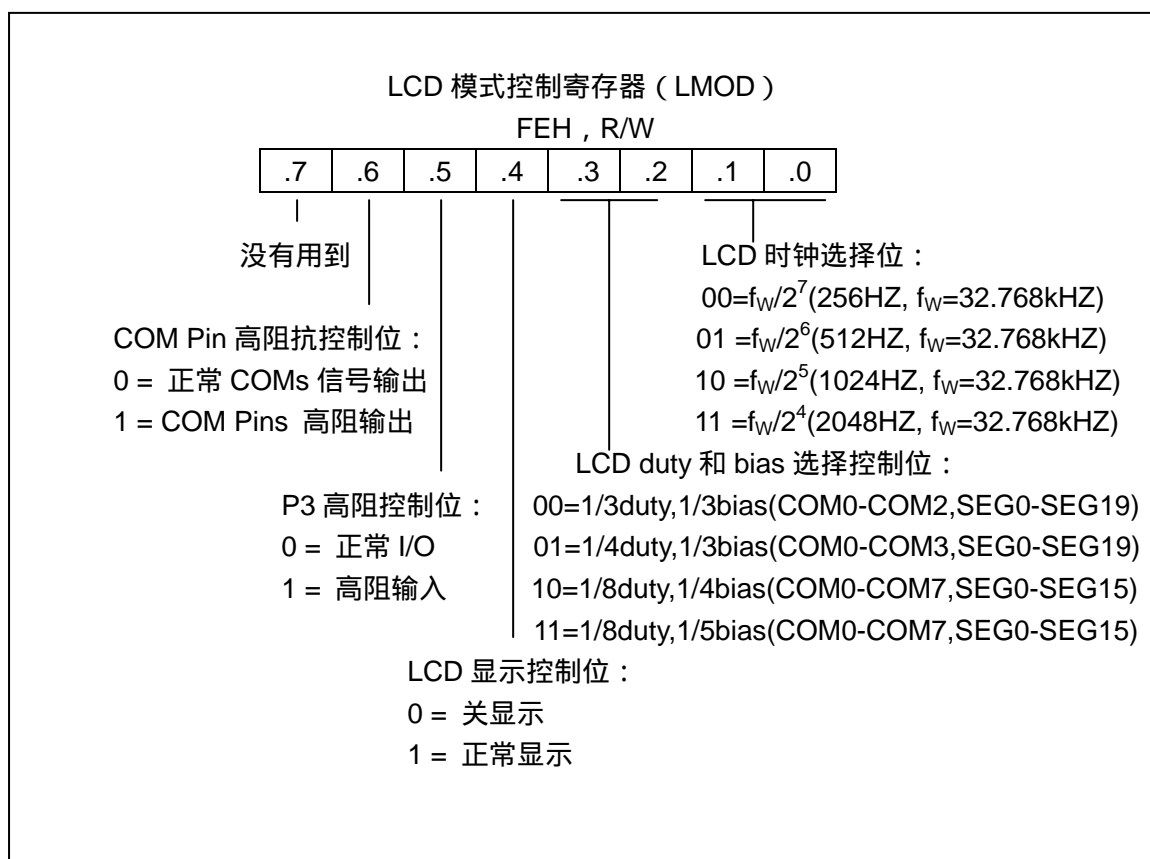 LCD 模式控制寄存器（LMOD）
FEH，R/W
.7 .6 .5 .4 .3 .2 .1 .0
没有用到
COM Pin 高阻抗控制位：
0 = 正常 COMs 信号输出
1 = COM Pins 高阻输出
P3 高阻控制位：
0 = 正常 I/O
1 = 高阻输入
LCD 显示控制位：
0 = 关显示
1 = 正常显示
LCD duty 和 bias 选择控制位：
00=1/3duty,1/3bias(COM0-COM2,SEG0-SEG19)
01=1/4duty,1/3bias(COM0-COM3,SEG0-SEG19)
10=1/8duty,1/4bias(COM0-COM7,SEG0-SEG15)
11=1/8duty,1/5bias(COM0-COM7,SEG0-SEG15)
LCD 时钟选择位：
00=fW/2^7(256HZ, fW=32.768kHZ)
01 =fW/2^6(512HZ, fW=32.768kHZ)
10 =fW/2^5(1024HZ, fW=32.768kHZ)
11 =fW/2^4(2048HZ, fW=32.768kHZ)